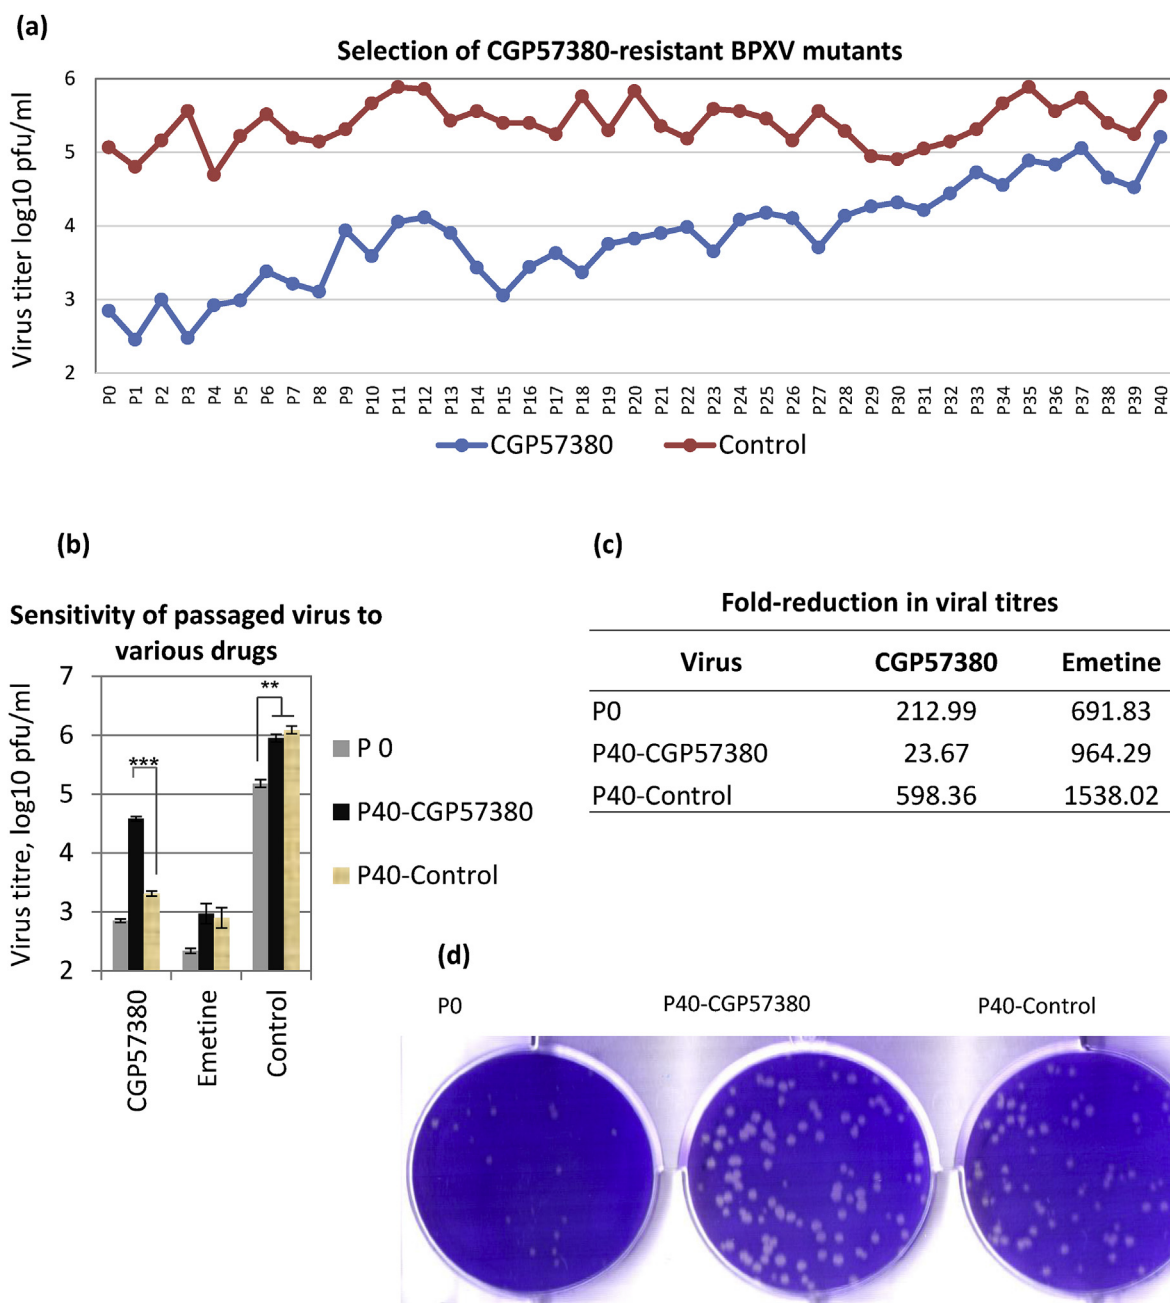 (a)
Selection of CGP57380-resistant BPXV mutants
Virus titer log10 pfu/ml
6
5
4
3
2
P0 P1 P2 P3 P4 P5 P6 P7 P8 P9 P10 P11 P12 P13 P14 P15 P16 P17 P18 P19 P20 P21 P22 P23 P24 P25 P26 P27 P28 P29 P30 P31 P32 P33 P34 P35 P36 P37 P38 P39 P40
CGP57380 Control
(b)
Sensitivity of passaged virus to
various drugs
Virus titre, log10 pfu/ml
7
6
5
4
3
2
***
**
CGP57380
Emetine
Control
P 0
P40-CGP57380
P40-Control
(c)
Fold-reduction in viral titres
Virus CGP57380 Emetine
P0 212.99 691.83
P40-CGP57380 23.67 964.29
P40-Control 598.36 1538.02
(d)
P0 P40-CGP57380 P40-Control